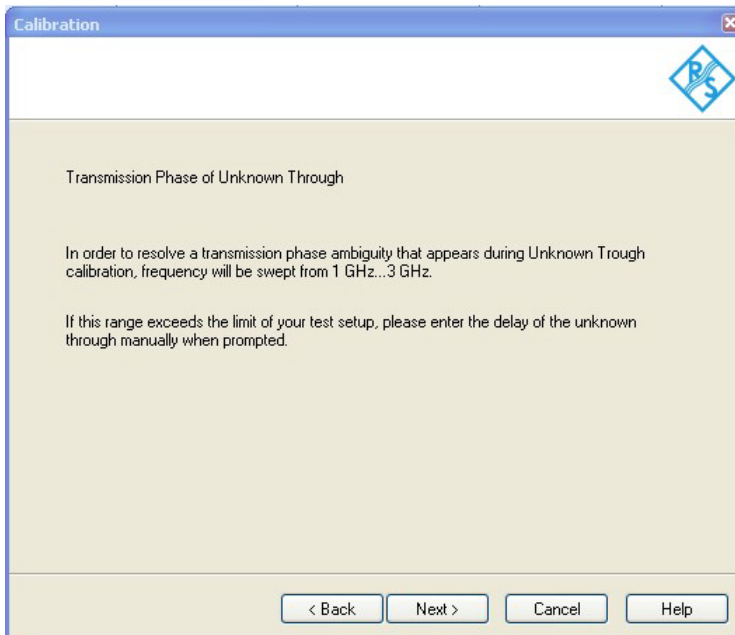 Calibration
R
S
Transmission Phase of Unknown Through
In order to resolve a transmission phase ambiguity that appears during Unknown Trough
calibration, frequency will be swept from 1 GHz...3 GHz.
If this range exceeds the limit of your test setup, please enter the delay of the unknown
through manually when prompted.
< Back
Next >
Cancel
Help